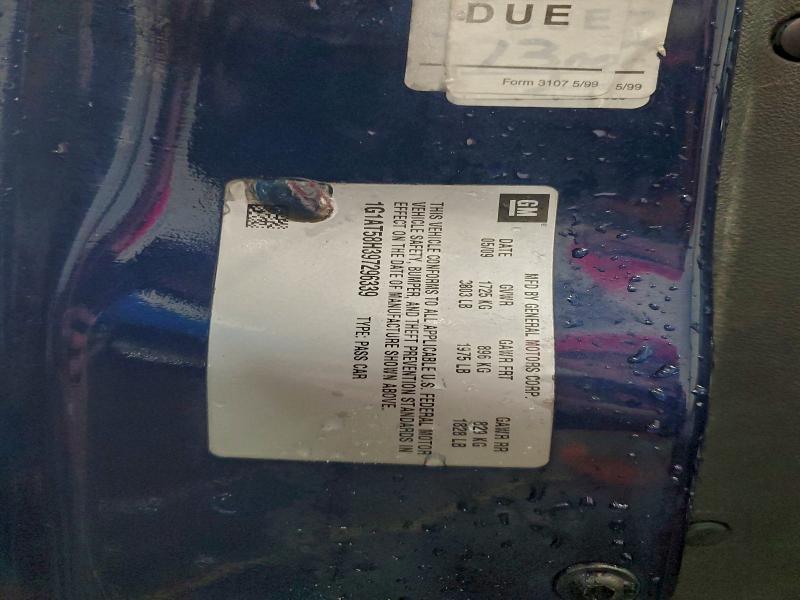 DUE
Form 3107 5/99
5/99
GM
MFD BY GENERAL MOTORS CORP.
DATE GVWR GAWR FRT GAWR RR
05/09 1725 KG 896 KG 829 KG
3803 LB 1975 LB 1828 LB
THIS VEHICLE CONFORMS TO ALL APPLICABLE U.S. FEDERAL MOTOR
VEHICLE SAFETY, BUMPER, AND THEFT PREVENTION STANDARDS IN
EFFECT ON THE DATE OF MANUFACTURE SHOWN ABOVE.
1G1AT58H397296339 TYPE: PASS CAR